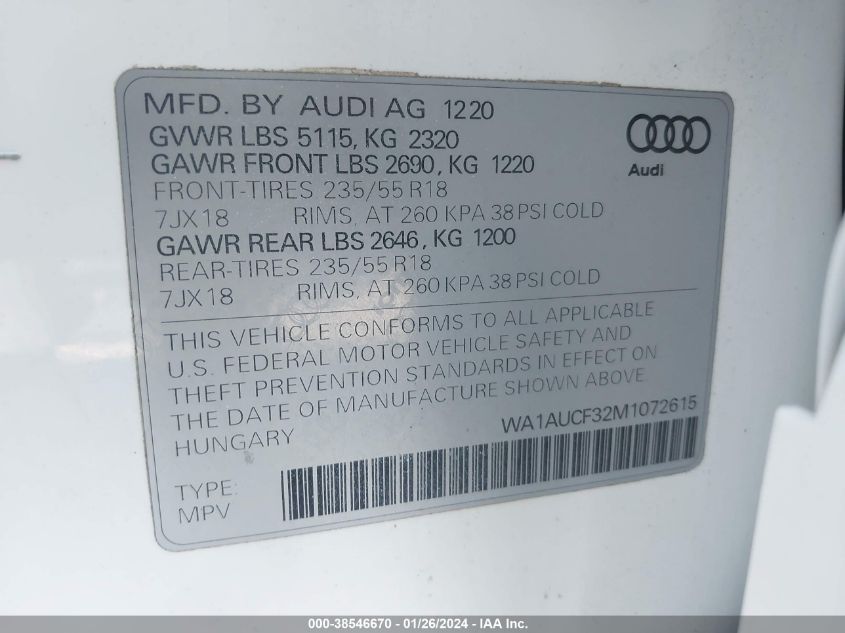 MFD. BY AUDI AG 1220
GVWR LBS 5115, KG 2320
GAWR FRONT LBS 2690, KG 1220
FRONT-TIRES 235/55 R18
7JX18 RIMS, AT 260 KPA 38 PSI COLD
GAWR REAR LBS 2646, KG 1200
REAR-TIRES 235/55 R18
7JX18 RIMS, AT 260 KPA 38 PSI COLD
Audi
THIS VEHICLE CONFORMS TO ALL APPLICABLE
U.S. FEDERAL MOTOR VEHICLE SAFETY AND
THEFT PREVENTION STANDARDS IN EFFECT ON
THE DATE OF MANUFACTURE SHOWN ABOVE
HUNGARY WA1AUCF32M1072615
TYPE:
MPV
000-38546670 - 01/26/2024 - IAA Inc.